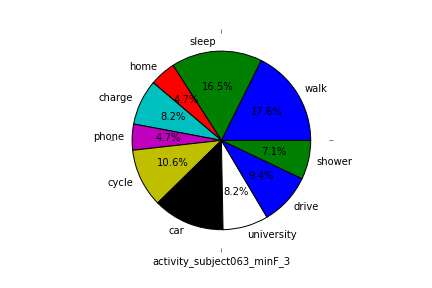 sleep
home
walk
16.5%
4.7%
17.6%
charge
8.2%
phone
4.7%
7.1%
shower
10.6%
9.4%
cycle
8.2%
drive
car
university
activity_subject063_minF_3